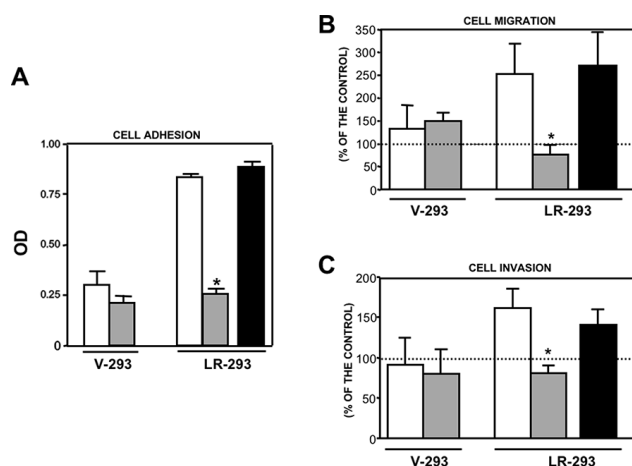 A
CELL ADHESION
OD
1.00
0.75
0.50
0.25
0
*
V-293
LR-293
B
CELL MIGRATION
(% OF THE CONTROL)
350
300
250
200
150
100
50
0
*
V-293
LR-293
C
CELL INVASION
(% OF THE CONTROL)
200
150
100
50
0
*
V-293
LR-293